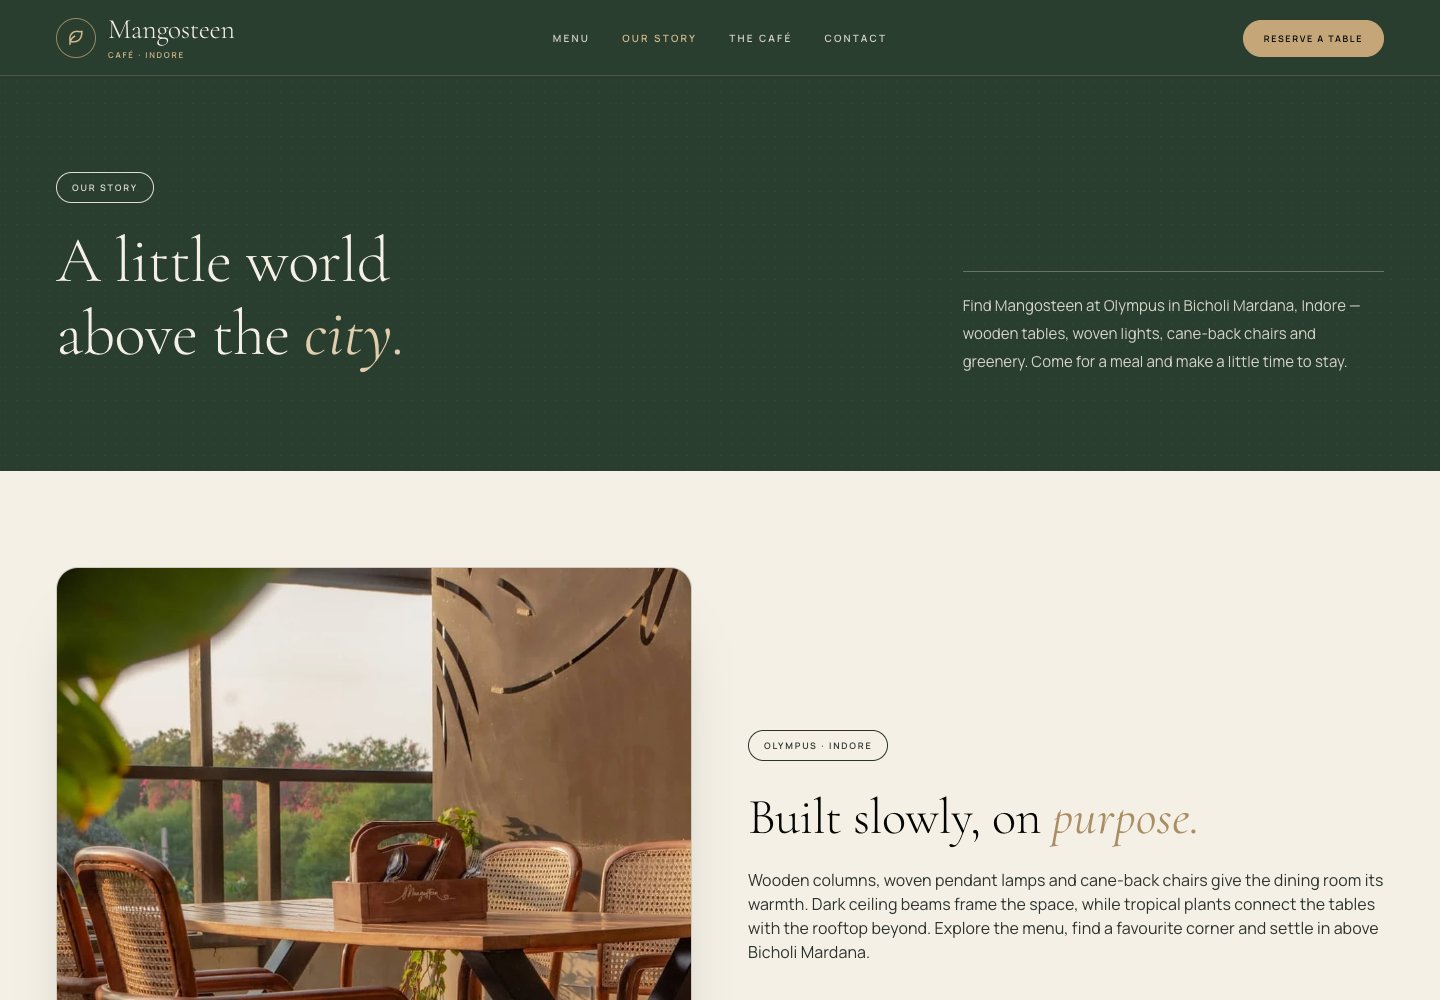 Mangosteen
CAFÉ · INDORE
MENU
OUR STORY
THE CAFÉ
CONTACT
RESERVE A TABLE
OUR STORY
A little world
above the city.
Find Mangosteen at Olympus in Bicholi Mardana, Indore —
wooden tables, woven lights, cane-back chairs and
greenery. Come for a meal and make a little time to stay.
OLYMPUS · INDORE
Built slowly, on purpose.
Wooden columns, woven pendant lamps and cane-back chairs give the dining room its
warmth. Dark ceiling beams frame the space, while tropical plants connect the tables
with the rooftop beyond. Explore the menu, find a favourite corner and settle in above
Bicholi Mardana.
Mangosteen